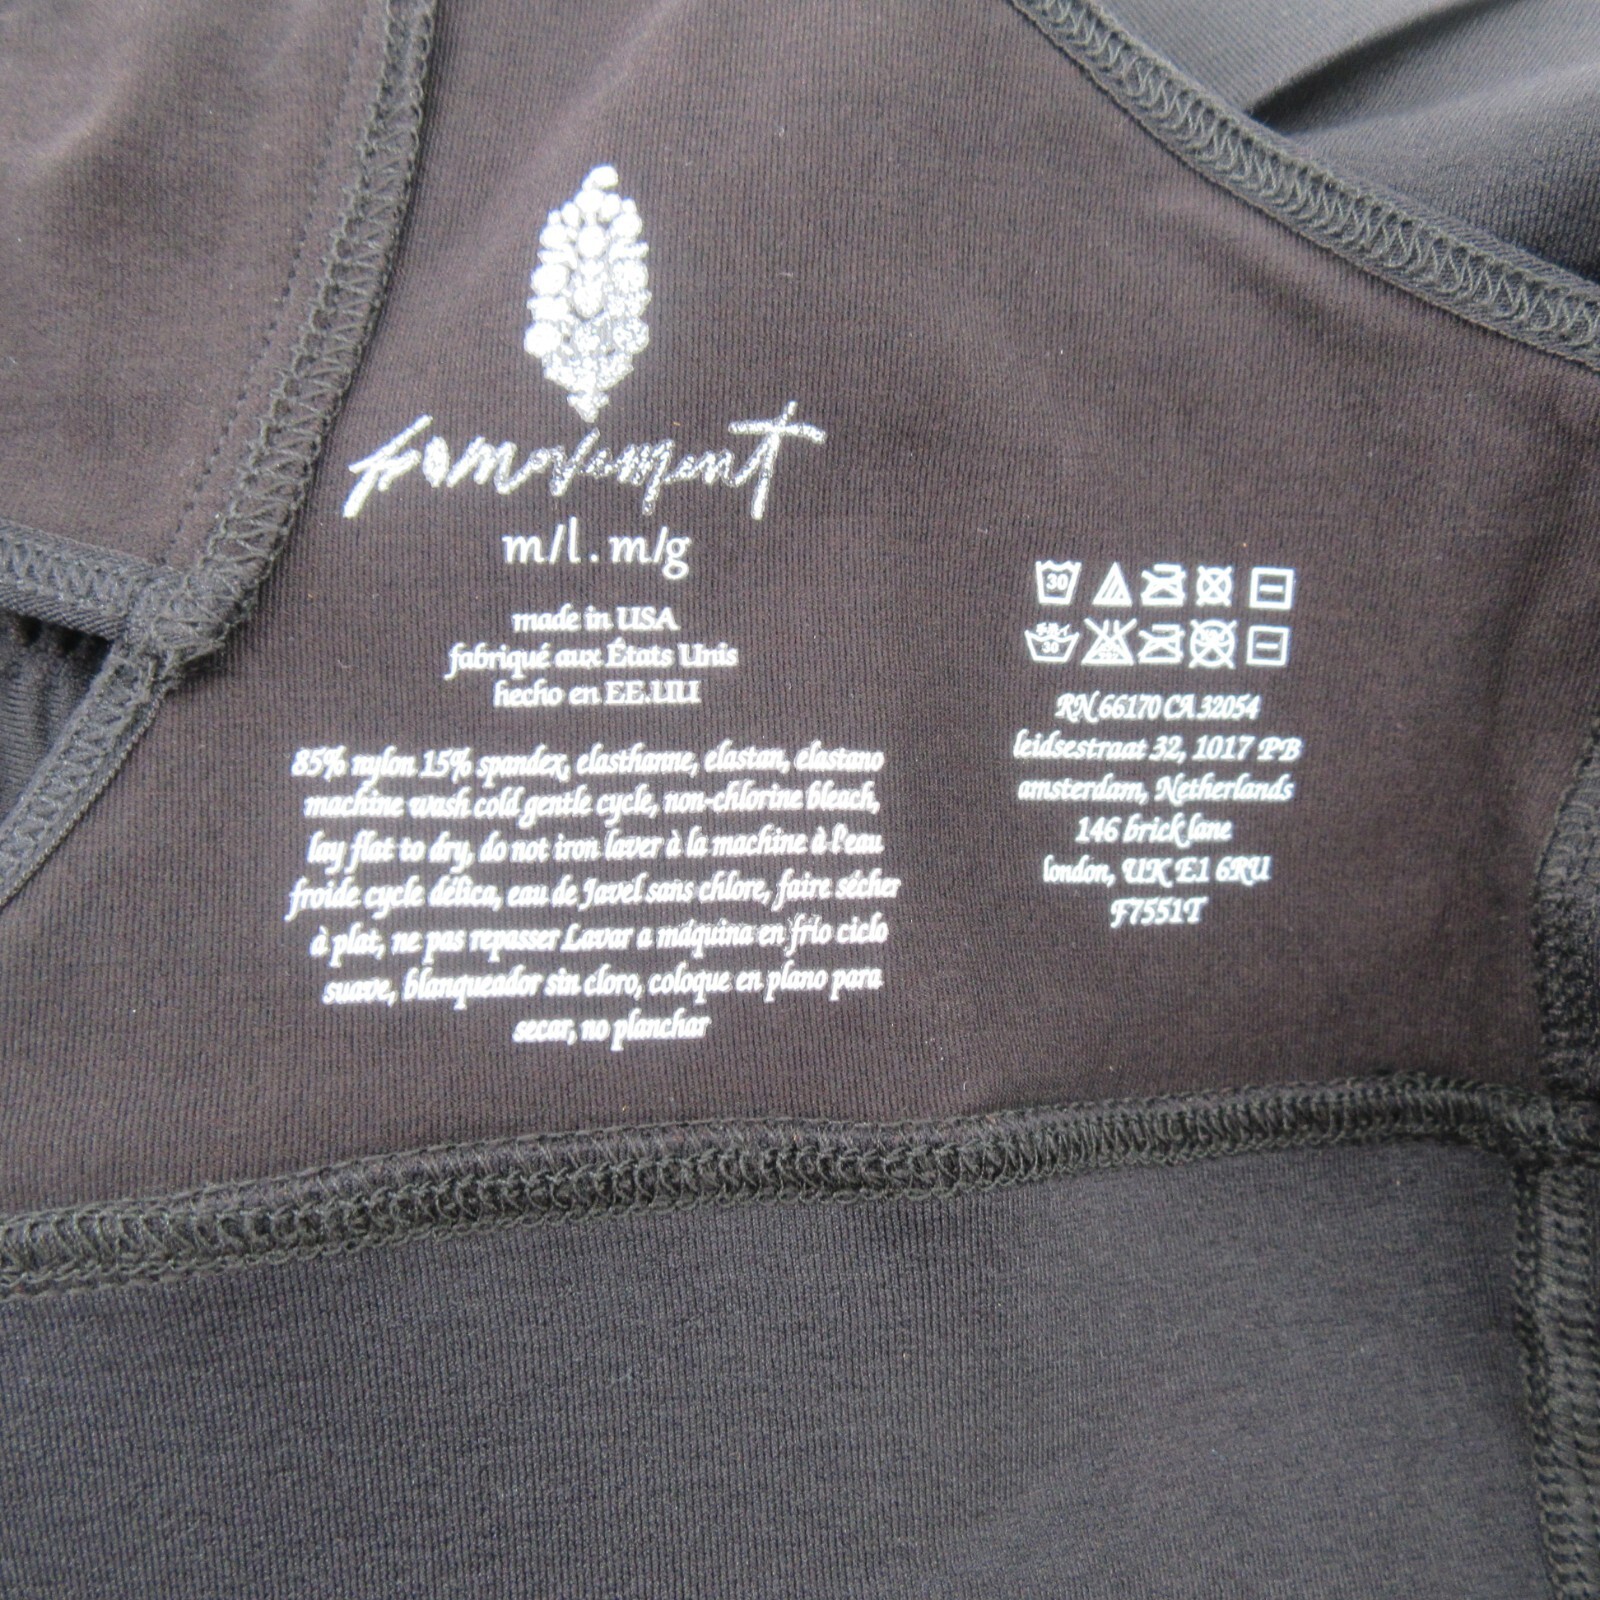 fpmovement
m/l . m/g
made in USA
fabriqué aux États Unis
hecho en EE.UU
85% nylon 15% spandex, elasthanne, elastan, elastano
machine wash cold gentle cycle, non-chlorine bleach,
lay flat to dry, do not iron laver à la machine à l'eau
froide cycle délica, eau de Javel sans chlore, faire sécher
à plat, ne pas repasser Lavar a máquina en frío ciclo
suave, blanqueador sin cloro, coloque en plano para
secar, no planchar
30
30
RN 66170 CA 32054
leidsestraat 32, 1017 PB
amsterdam, Netherlands
146 brick lane
london, UK E1 6RU
F7551T